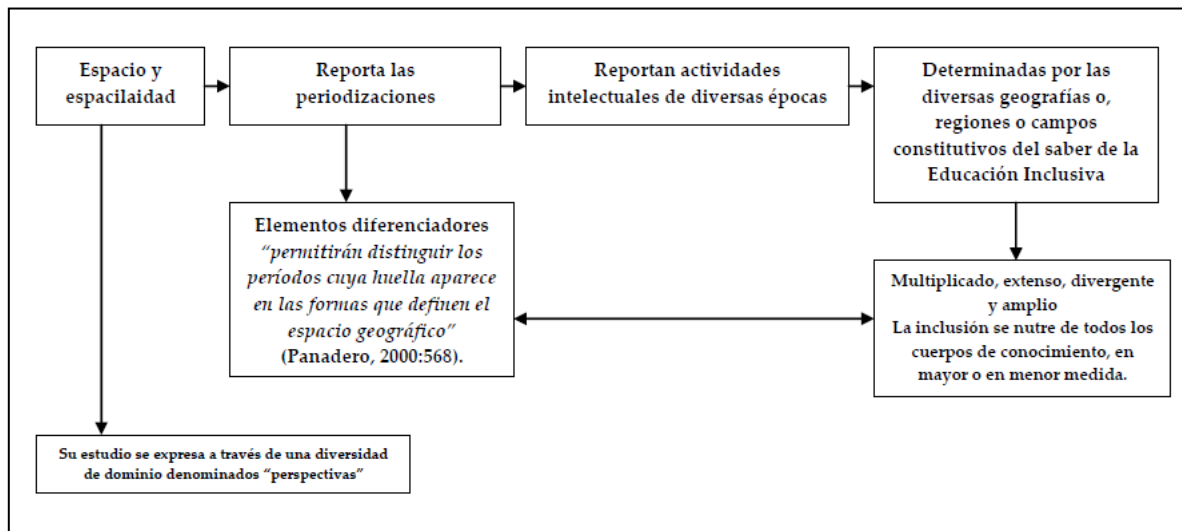 Espacio y
espacilaidad
Reporta las
periodizaciones
Reportan actividades
intelectuales de diversas épocas
Determinadas por las
diversas geografías o,
regiones o campos
constitutivos del saber de la
Educación Inclusiva
Elementos diferenciadores
“permitirán distinguir los
períodos cuya huella aparece
en las formas que definen el
espacio geográfico”
(Panadero, 2000:568).
Multiplicado, extenso, divergente
y amplio
La inclusión se nutre de todos los
cuerpos de conocimiento, en
mayor o en menor medida.
Su estudio se expresa a través de una diversidad
de dominio denominados “perspectivas”